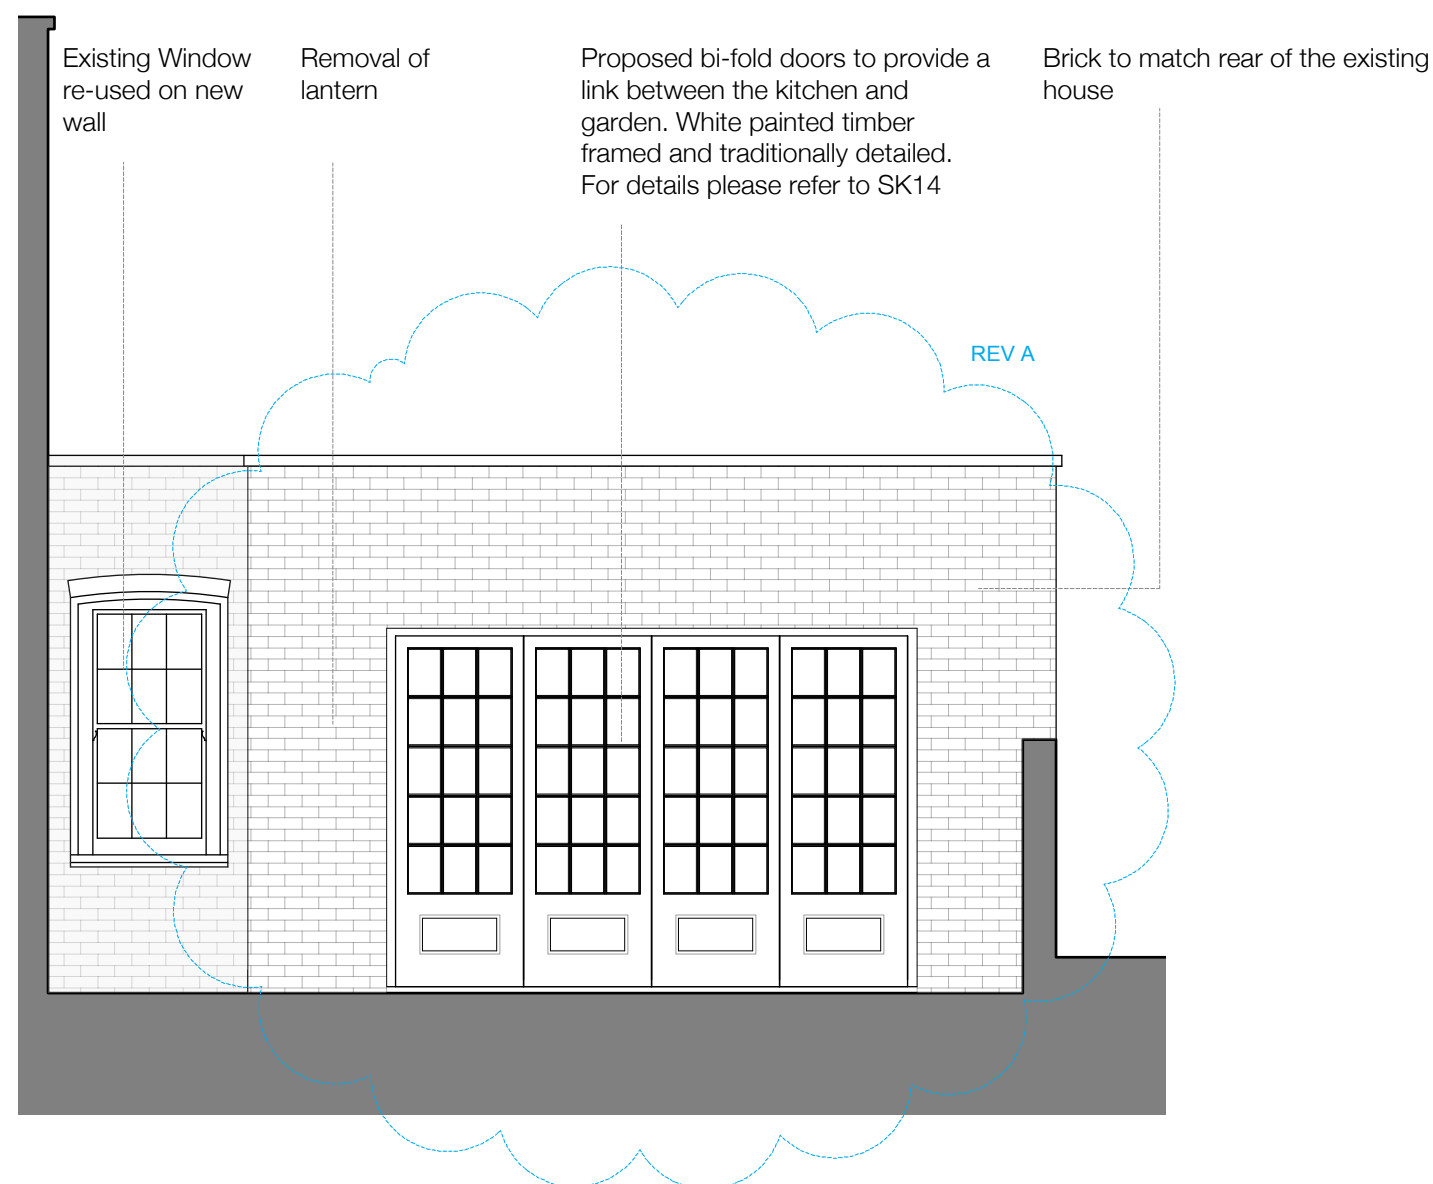 Existing Window
re-used on new
wall
Removal of
lantern
Proposed bi-fold doors to provide a
link between the kitchen and
garden. White painted timber
framed and traditionally detailed.
For details please refer to SK14
Brick to match rear of the existing
house
REV A